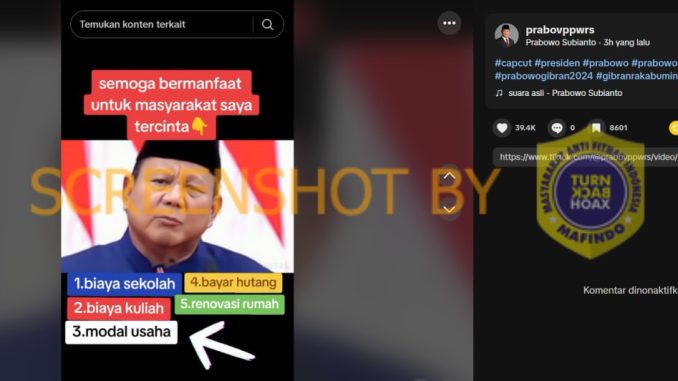 Temukan konten terkait
semoga bermanfaat
untuk masyarakat saya
tercinta👇
1.biaya sekolah
2.biaya kuliah
3.modal usaha
4.bayar hutang
5.renovasi rumah
prabovppwrs
Prabowo Subianto · 3h yang lalu
#capcut #presiden #prabowo #prabowo
#prabowogibran2024 #gibranrakabumin
♫ suara asli - Prabowo Subianto
39.4K
0
8601
https://www.tiktok.com/@prabovppwrs/video/
Komentar dinonaktifk
SCREENSHOT BY
MASYARAKAT ANTI FITNAH INDONESIA
TURN
BACK
HOAX
MAFINDO